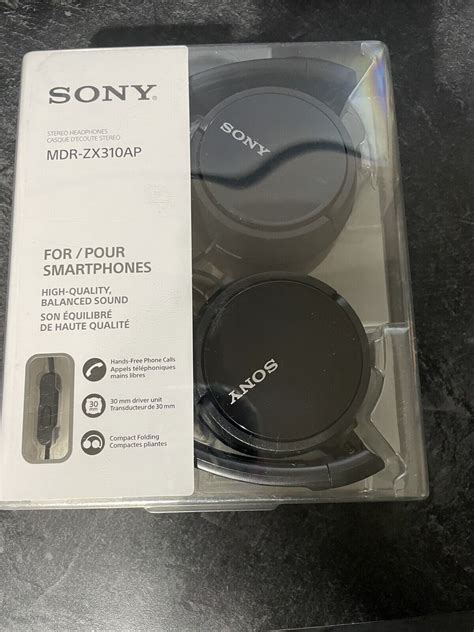 SONY®
STEREO HEADPHONES
CASQUE D'ÉCOUTE STÉRÉO
MDR-ZX310AP
FOR / POUR
SMARTPHONES
HIGH-QUALITY,
BALANCED SOUND
SON ÉQUILIBRÉ
DE HAUTE QUALITÉ
Hands-Free Phone Calls
Appels téléphoniques
mains libres
30
mm
30 mm driver unit
Transducteur de 30 mm
Compact Folding
Compactes pliantes
SONY
SONY